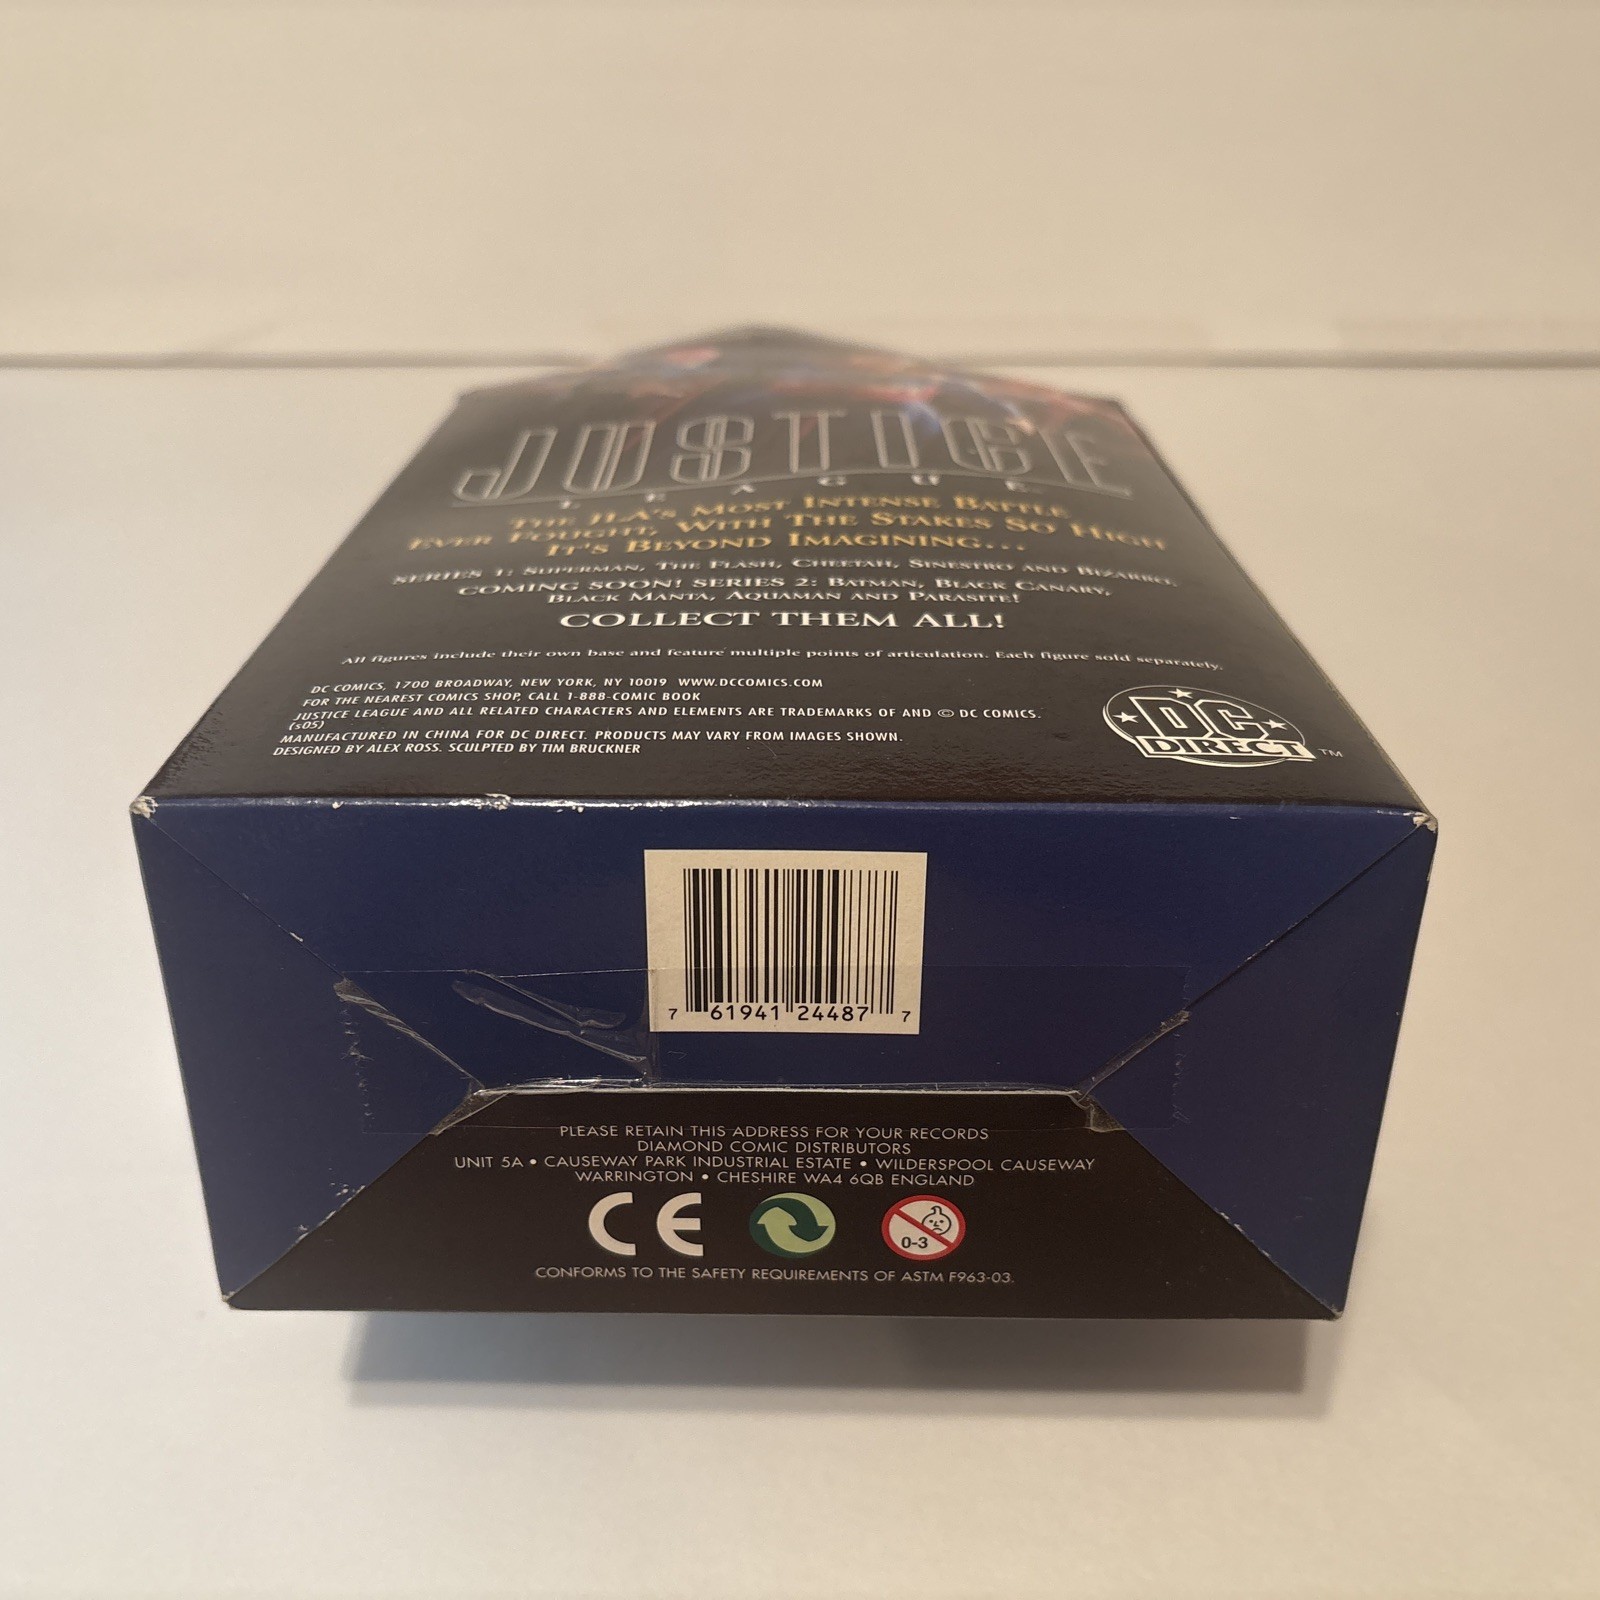 JUSTICE
LEAGUE
THE JLA'S MOST INTENSE BATTLE
EVER FOUGHT, WITH THE STAKES SO HIGH
IT'S BEYOND IMAGINING...
SERIES 1: SUPERMAN, THE FLASH, CHEETAH, SINESTRO AND BIZARRO.
COMING SOON! SERIES 2: BATMAN, BLACK CANARY,
BLACK MANTA, AQUAMAN AND PARASITE!
COLLECT THEM ALL!
All figures include their own base and feature multiple points of articulation. Each figure sold separately.
DC COMICS, 1700 BROADWAY, NEW YORK, NY 10019 WWW.DCCOMICS.COM
FOR THE NEAREST COMICS SHOP, CALL 1-888-COMIC BOOK
JUSTICE LEAGUE AND ALL RELATED CHARACTERS AND ELEMENTS ARE TRADEMARKS OF AND © DC COMICS.
(s05)
MANUFACTURED IN CHINA FOR DC DIRECT. PRODUCTS MAY VARY FROM IMAGES SHOWN.
DESIGNED BY ALEX ROSS. SCULPTED BY TIM BRUCKNER
DC
DIRECT™
7 61941 24487 7
PLEASE RETAIN THIS ADDRESS FOR YOUR RECORDS
DIAMOND COMIC DISTRIBUTORS
UNIT 5A • CAUSEWAY PARK INDUSTRIAL ESTATE • WILDERSPOOL CAUSEWAY
WARRINGTON • CHESHIRE WA4 6QB ENGLAND
CE
0-3
CONFORMS TO THE SAFETY REQUIREMENTS OF ASTM F963-03.